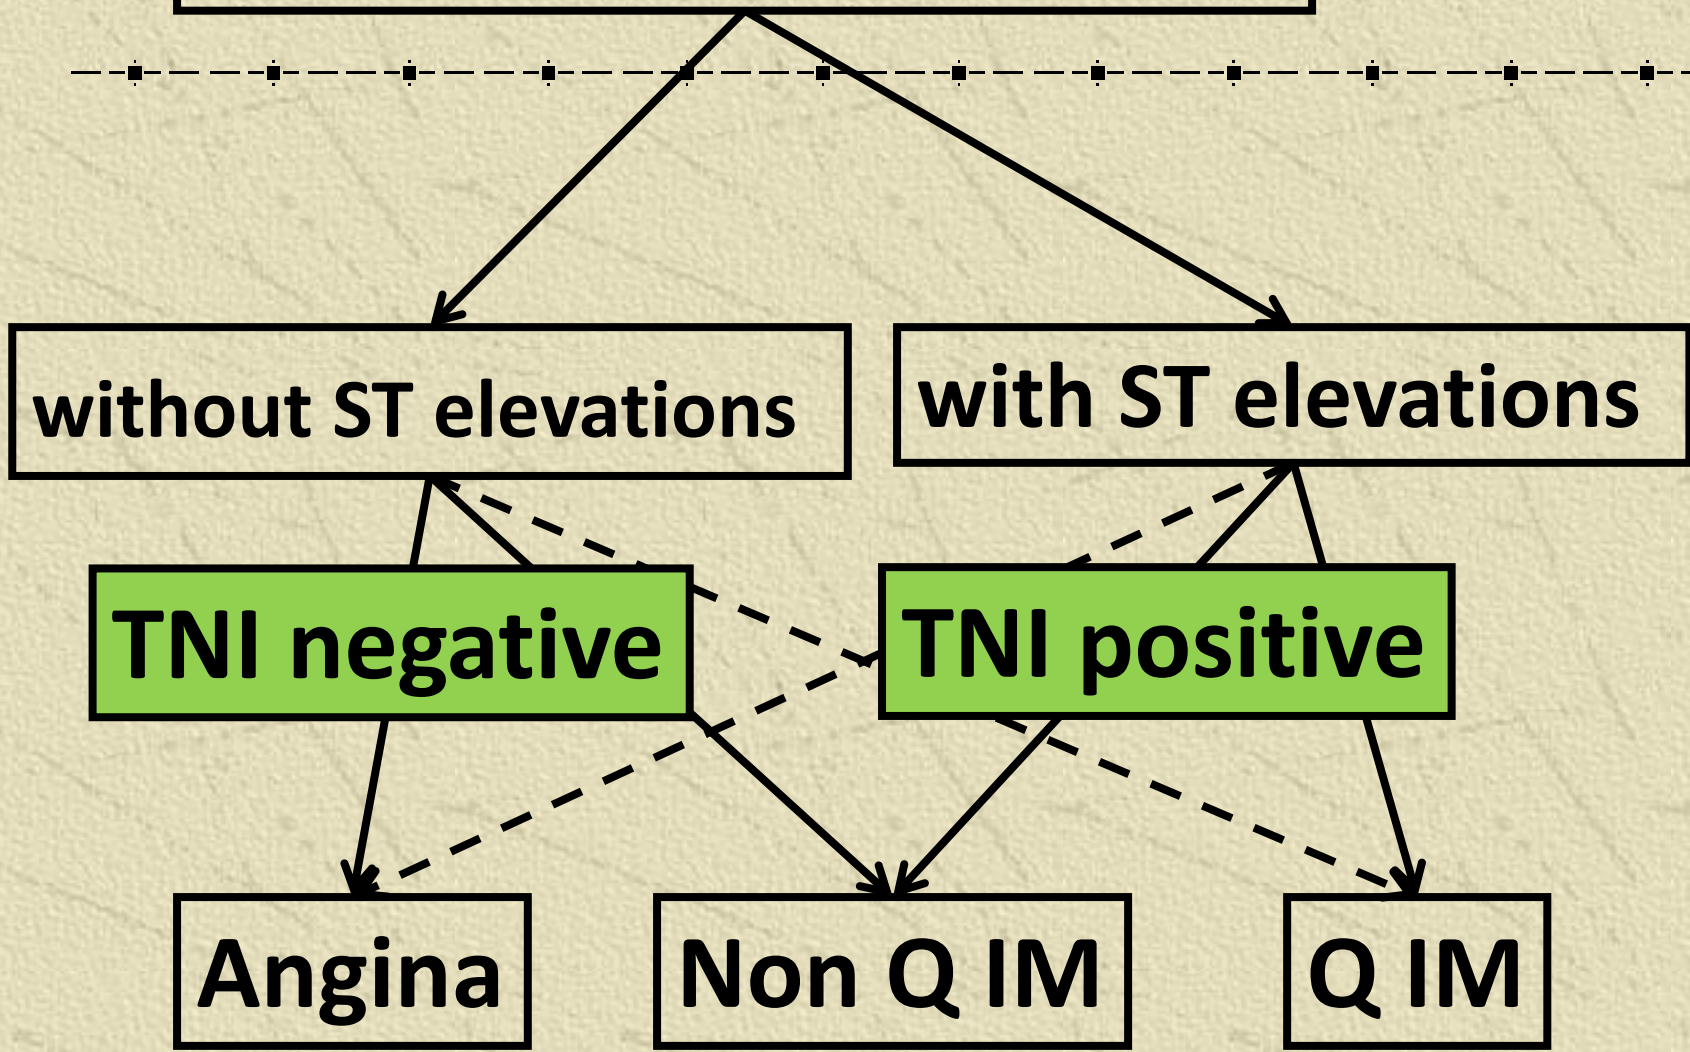 without ST elevations
with ST elevations
TNI negative
TNI positive
Angina
Non Q IM
Q IM